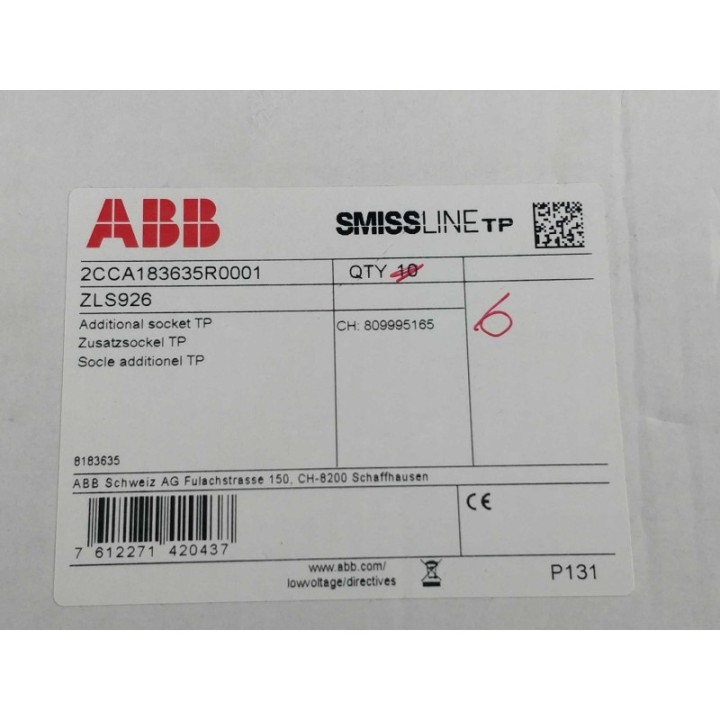 ABB
SMISSLINE TP
2CCA183635R0001
QTY 10
ZLS926
6
Additional socket TP
CH: 809995165
Zusatzsockel TP
Socle additionel TP
8183635
ABB Schweiz AG Fulachstrasse 150, CH-8200 Schaffhausen
CE
7 612271 420437
www.abb.com/
lowvoltage/directives
P131